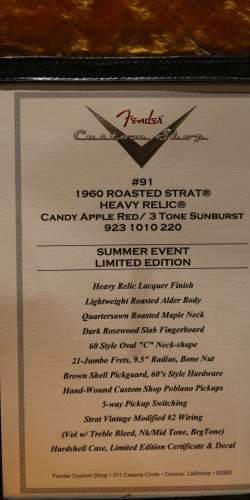 Fender
Custom Shop
#91
1960 ROASTED STRAT®
HEAVY RELIC®
CANDY APPLE RED/ 3 TONE SUNBURST
923 1010 220
SUMMER EVENT
LIMITED EDITION
Heavy Relic Lacquer Finish
Lightweight Roasted Alder Body
Quartersawn Roasted Maple Neck
Dark Rosewood Slab Fingerboard
60 Style Oval "C" Neck-shape
21-Jumbo Frets, 9.5" Radius, Bone Nut
Brown Shell Pickguard, 60's Style Hardware
Hand-Wound Custom Shop Poblano Pickups
5-way Pickup Switching
Strat Vintage Modified #2 Wiring
(Vol w/ Treble Bleed, Nk/Mid Tone, BrgTone)
Hardshell Case, Limited Edition Certificate & Decal
Fender Custom Shop • 311 Cessna Circle • Corona, California • 92880